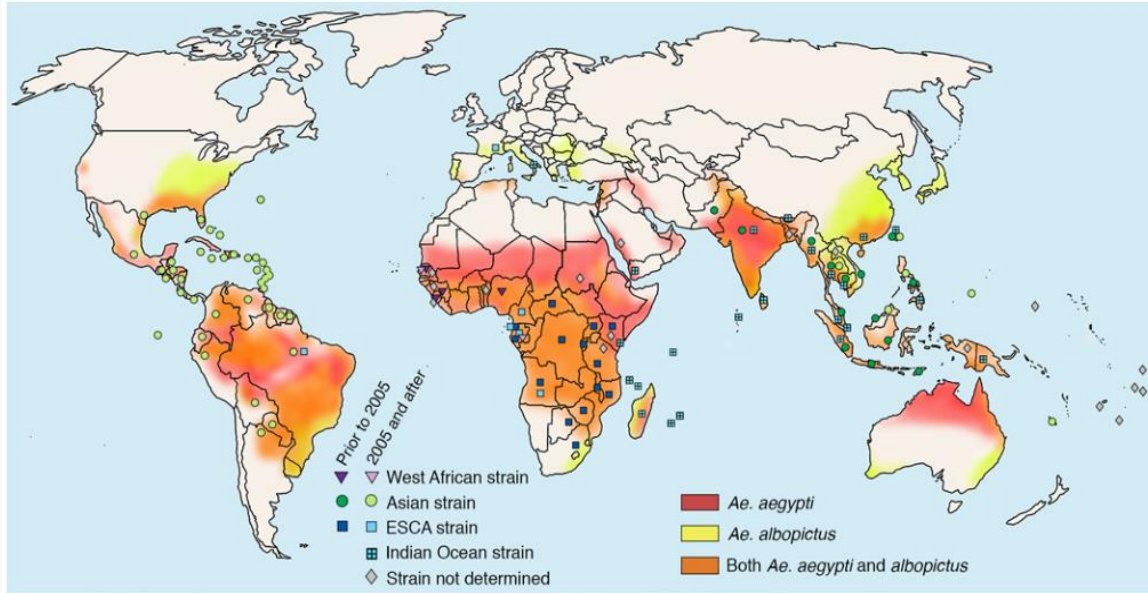 Prior to 2005
2005 and after
West African strain
Asian strain
ESCA strain
Indian Ocean strain
Strain not determined
Ae. aegypti
Ae. albopictus
Both Ae. aegypti and albopictus